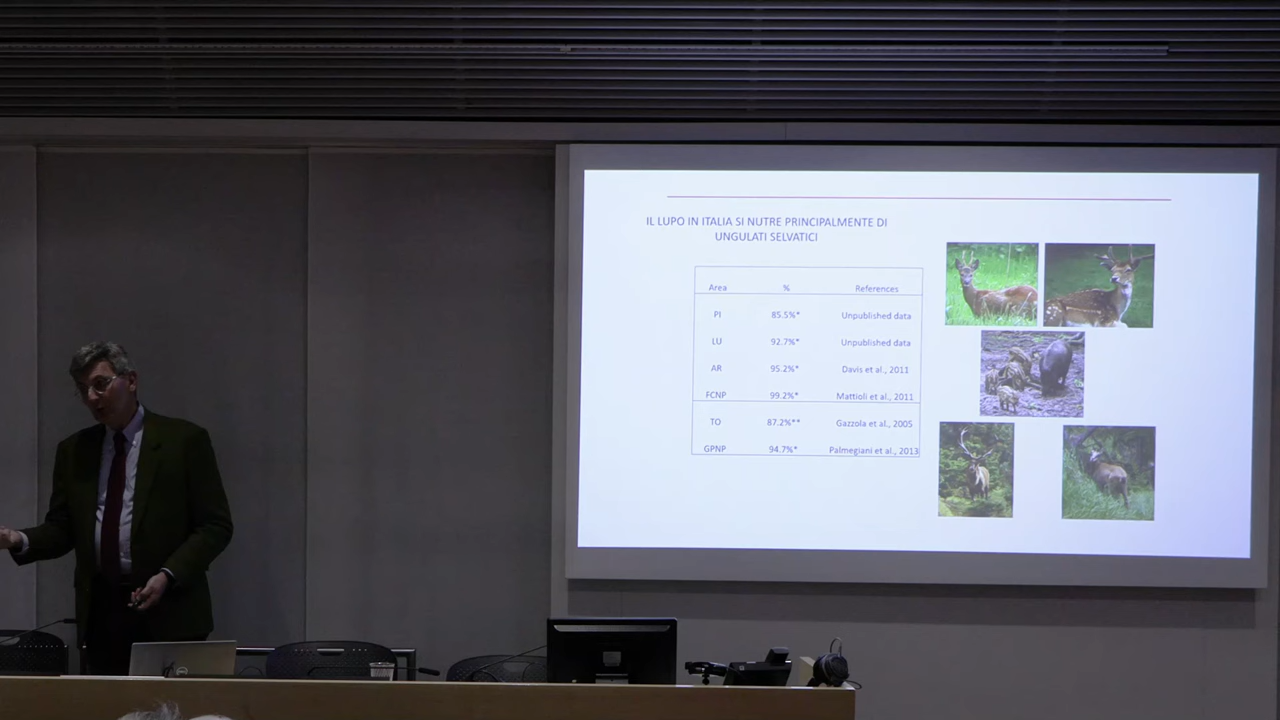 IL LUPO IN ITALIA SI NUTRE PRINCIPALMENTE DI
UNGULATI SELVATICI
Area % References
PI 85.5%* Unpublished data
LU 92.7%* Unpublished data
AR 95.2%* Davis et al., 2011
FCNP 99.2%* Mattioli et al., 2011
TO 87.2%** Gazzola et al., 2005
GPNP 94.7%* Palmegiani et al., 2013